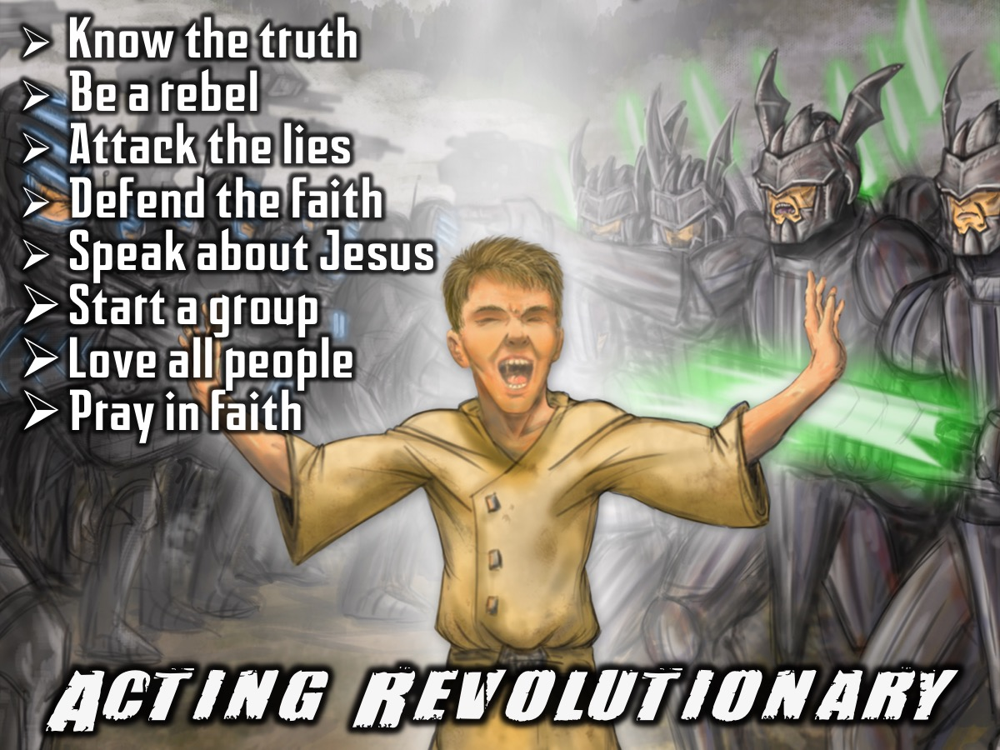 Know the truth
Be a rebel
Attack the lies
Defend the faith
Speak about Jesus
Start a group
Love all people
Pray in faith
Acting Revolutionary